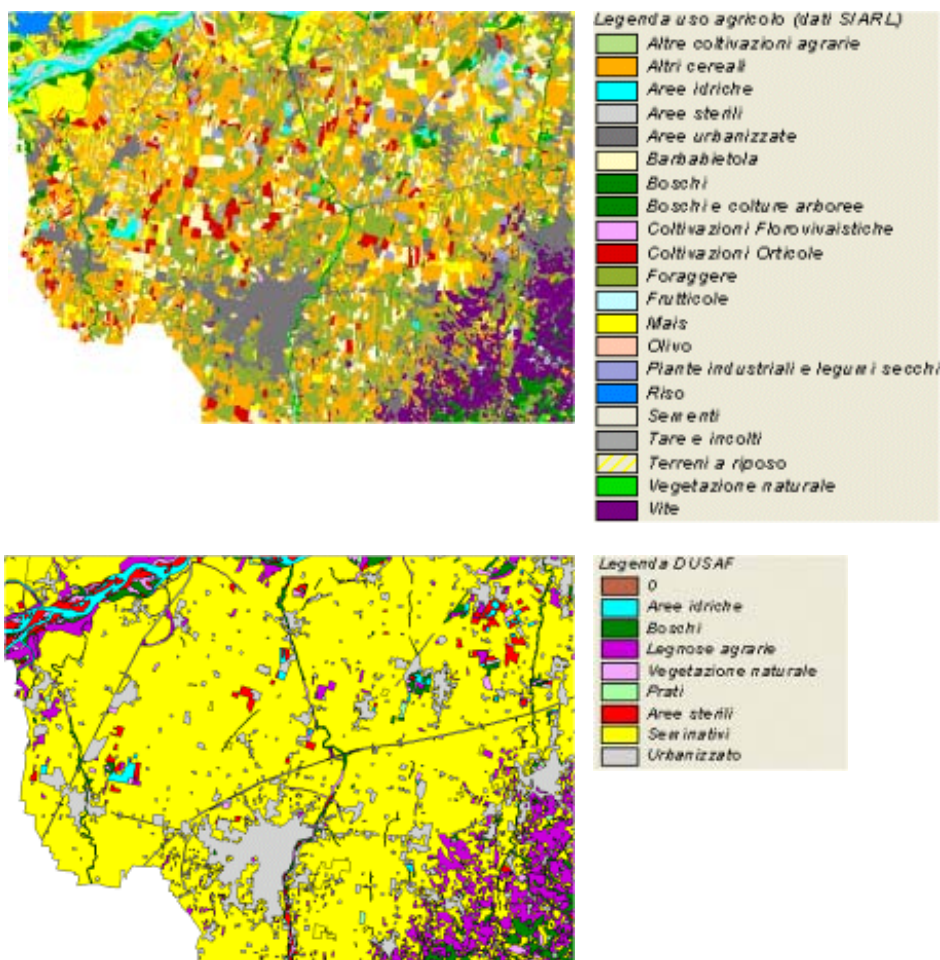 Legenda uso agricolo (dati SIARL)
Altre coltivazioni agrarie
Altri cereali
Aree idriche
Aree sterili
Aree urbanizzate
Barbabietola
Boschi
Boschi e colture arboree
Coltivazioni Florovivaistiche
Coltivazioni Orticole
Foraggere
Frutticole
Mais
Olivo
Piante industriali e legumi secchi
Riso
Sementi
Tare e incolti
Terreni a riposo
Vegetazione naturale
Vite
Legenda DUSAF
0
Aree idriche
Boschi
Legnose agrarie
Vegetazione naturale
Prati
Aree sterili
Seminativi
Urbanizzato